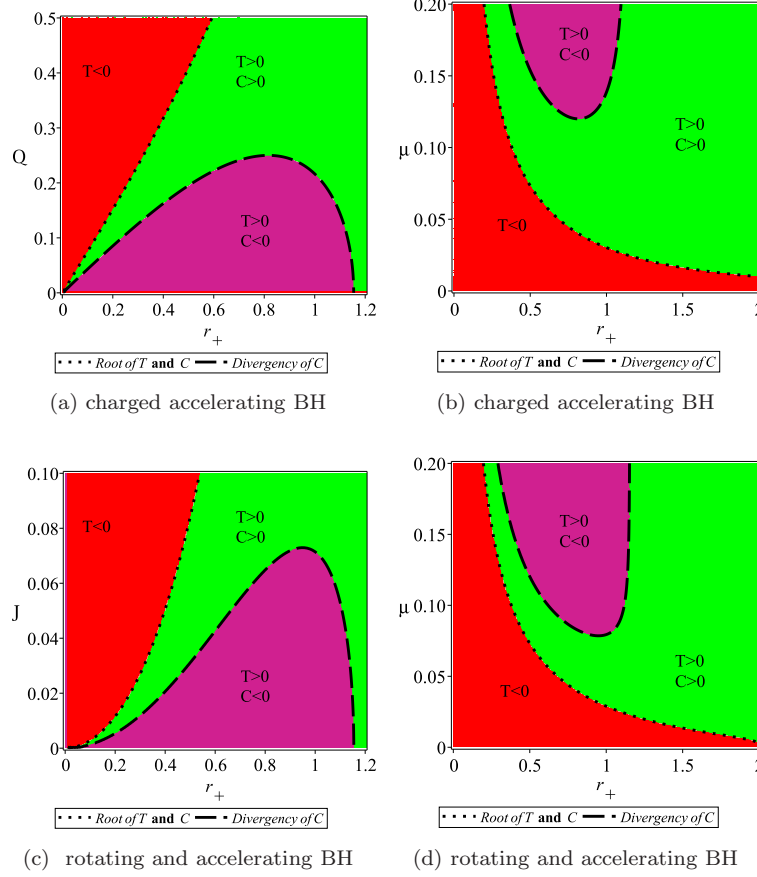 0.5
0.4
0.3
Q
0.2
0.1
0
T<0
T>0
C>0
T>0
C<0
0 0.2 0.4 0.6 0.8 1 1.2
r+
Root of T and C Divergency of C
(a) charged accelerating BH
0.20
0.15
μ 0.10
0.05
0
T>0
C<0
T>0
C>0
T<0
0 0.5 1 1.5 2
r+
Root of T and C Divergency of C
(b) charged accelerating BH
0.10
0.08
0.06
J
0.04
0.02
0
T<0
T>0
C>0
T>0
C<0
0 0.2 0.4 0.6 0.8 1 1.2
r+
Root of T and C Divergency of C
(c) rotating and accelerating BH
0.20
0.15
μ 0.10
0.05
0
T>0
C<0
T>0
C>0
T<0
0 0.5 1 1.5 2
r+
Root of T and C Divergency of C
(d) rotating and accelerating BH